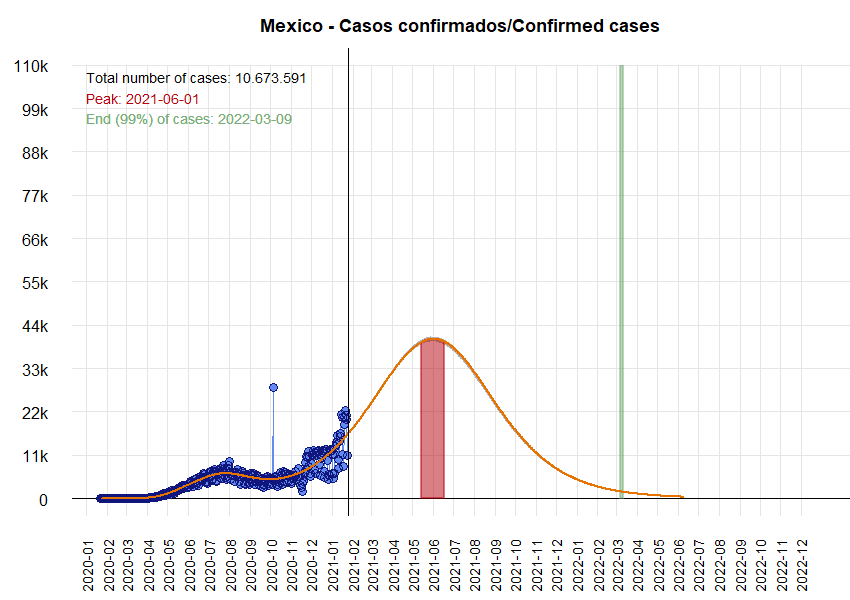 Mexico - Casos confirmados/Confirmed cases
110k
99k
88k
77k
66k
55k
44k
33k
22k
11k
0
Total number of cases: 10.673.591
Peak: 2021-06-01
End (99%) of cases: 2022-03-09
2020-01
2020-02
2020-03
2020-04
2020-05
2020-06
2020-07
2020-08
2020-09
2020-10
2020-11
2020-12
2021-01
2021-02
2021-03
2021-04
2021-05
2021-06
2021-07
2021-08
2021-09
2021-10
2021-11
2021-12
2022-01
2022-02
2022-03
2022-04
2022-05
2022-06
2022-07
2022-08
2022-09
2022-10
2022-11
2022-12